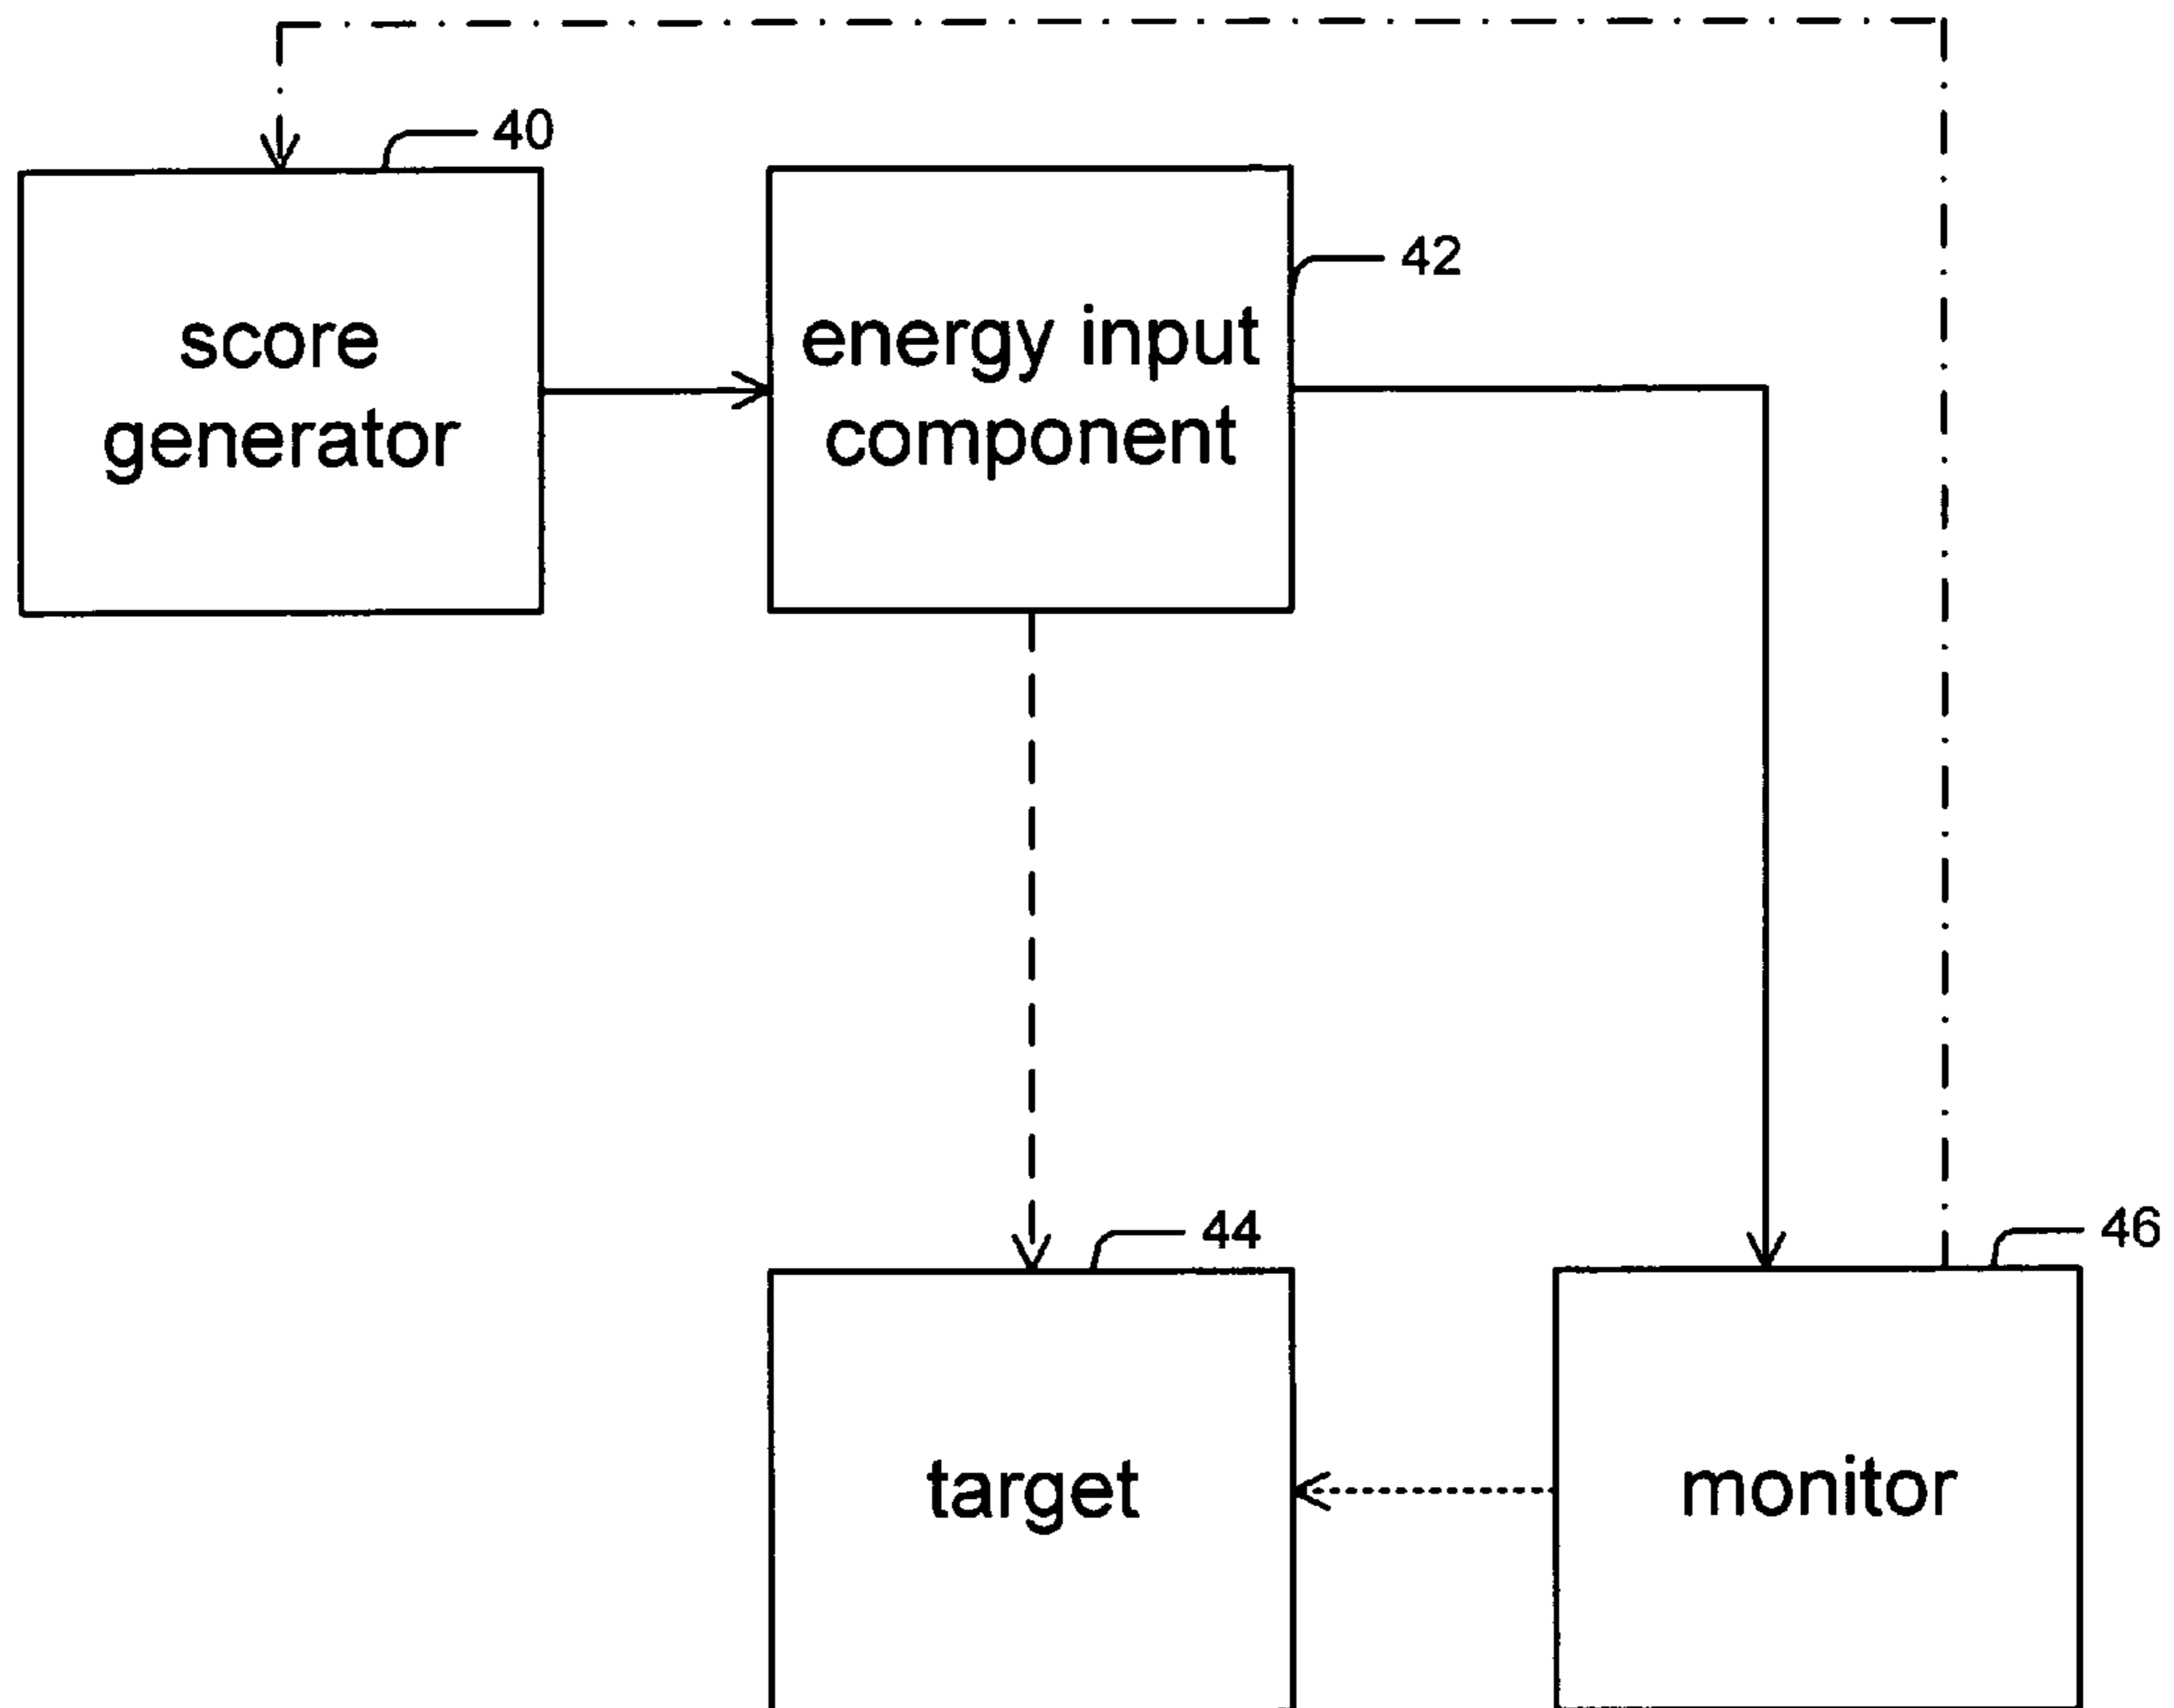 40
score
generator
42
energy input
component
44
target
46
monitor